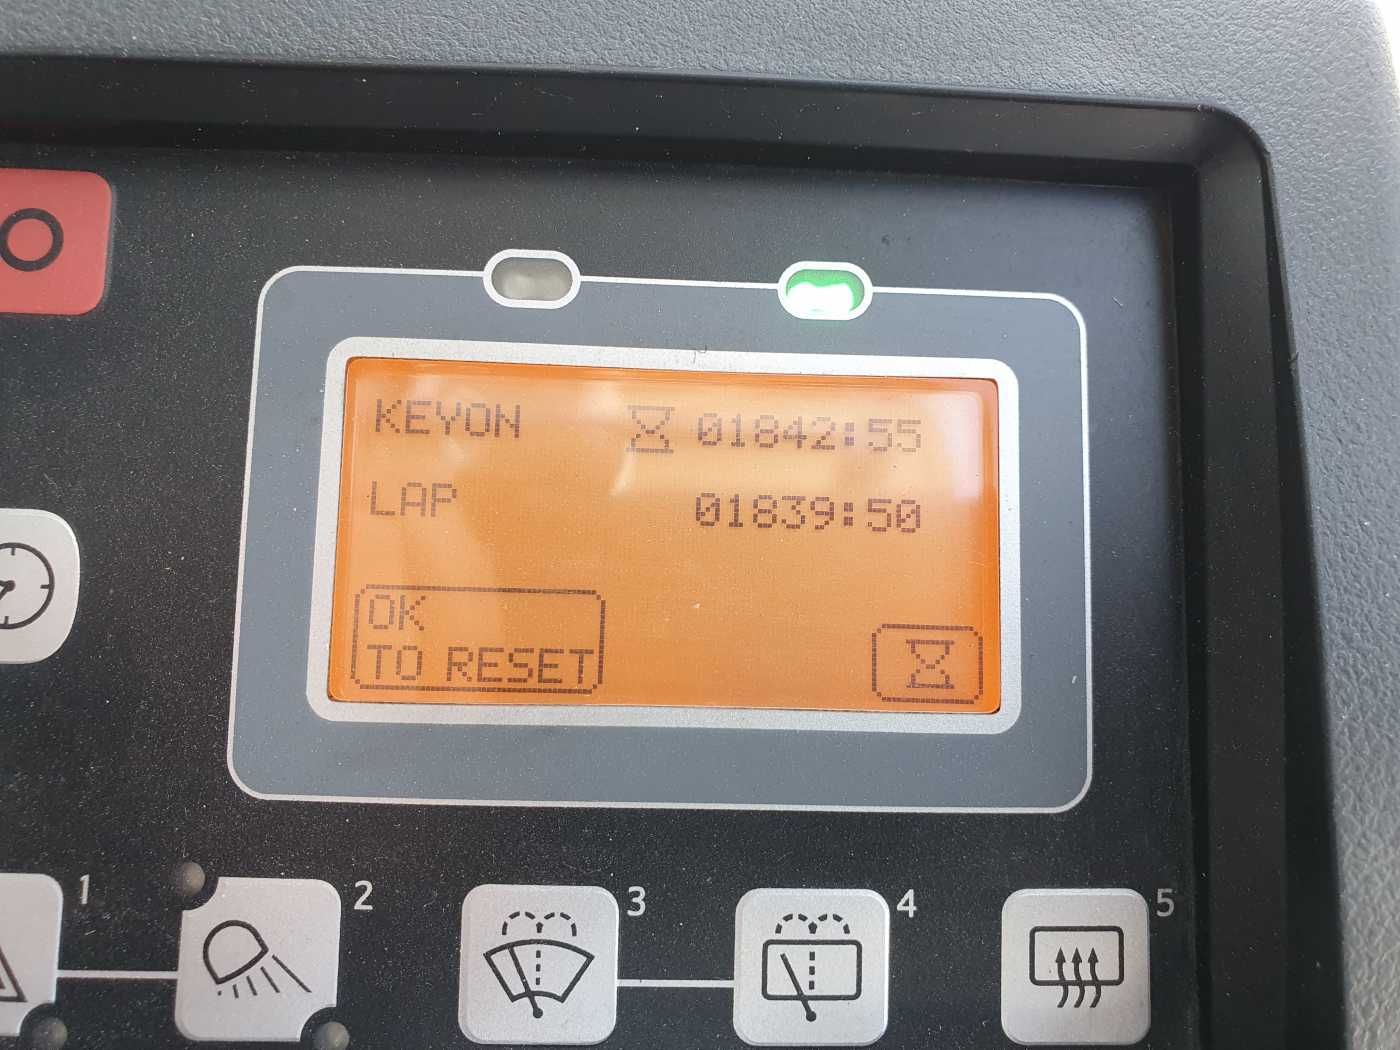 KEYON 01842:55
LAP 01839:50
OK
TO RESET
1 2 3 4 5